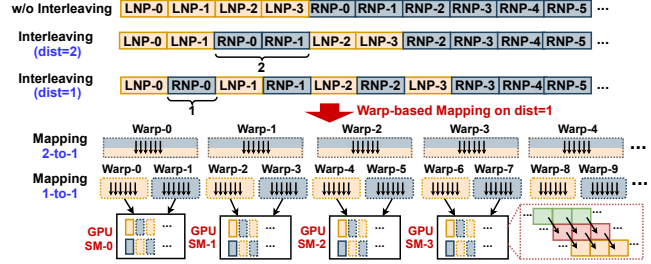 w/o Interleaving LNP-0 LNP-1 LNP-2 LNP-3 RNP-0 RNP-1 RNP-2 RNP-3 RNP-4 RNP-5 ...
Interleaving (dist=2) LNP-0 LNP-1 RNP-0 RNP-1 LNP-2 LNP-3 RNP-2 RNP-3 RNP-4 RNP-5 ...
2
Interleaving (dist=1) LNP-0 RNP-0 LNP-1 RNP-1 LNP-2 RNP-2 LNP-3 RNP-3 RNP-4 RNP-5 ...
1
Warp-based Mapping on dist=1
Mapping 2-to-1 Warp-0 Warp-1 Warp-2 Warp-3 Warp-4 ...
Mapping 1-to-1 Warp-0 Warp-1 Warp-2 Warp-3 Warp-4 Warp-5 Warp-6 Warp-7 Warp-8 Warp-9 ...
GPU SM-0 ... ...
GPU SM-1 ... ...
GPU SM-2 ... ...
GPU SM-3 ... ...
... ...
... ...
... ...